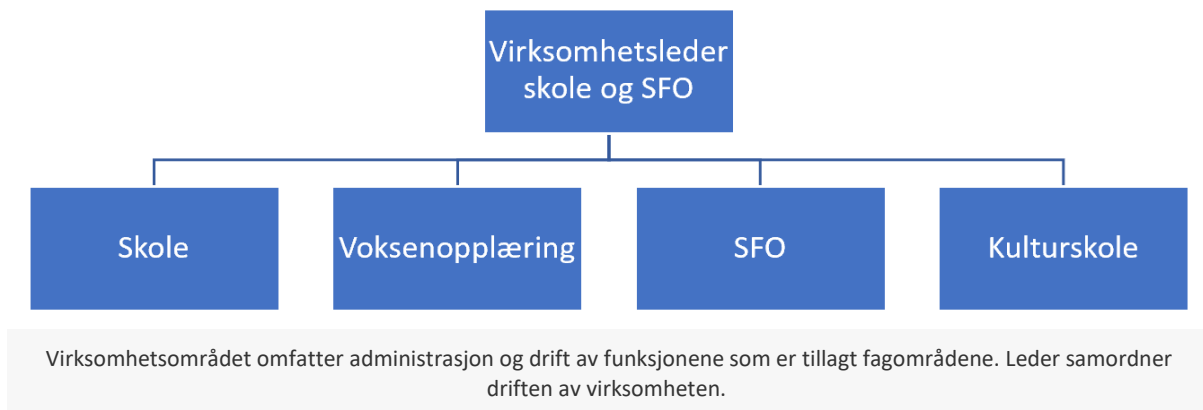 Virksomhetsleder
skole og SFO
Skole
Voksenopplæring
SFO
Kulturskole
Virksomhetsområdet omfatter administrasjon og drift av funksjonene som er tillagt fagområdene. Leder samordner
driften av virksomheten.